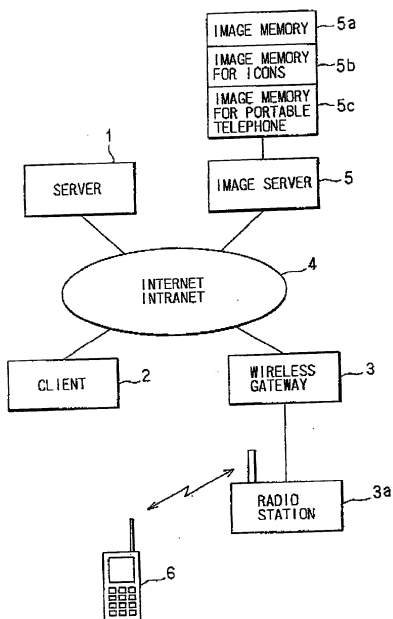 IMAGE MEMORY 5a
IMAGE MEMORY
FOR ICONS 5b
IMAGE MEMORY
FOR PORTABLE
TELEPHONE 5c
1
SERVER
IMAGE SERVER 5
4
INTERNET
INTRANET
CLIENT 2
WIRELESS
GATEWAY 3
RADIO
STATION 3a
6